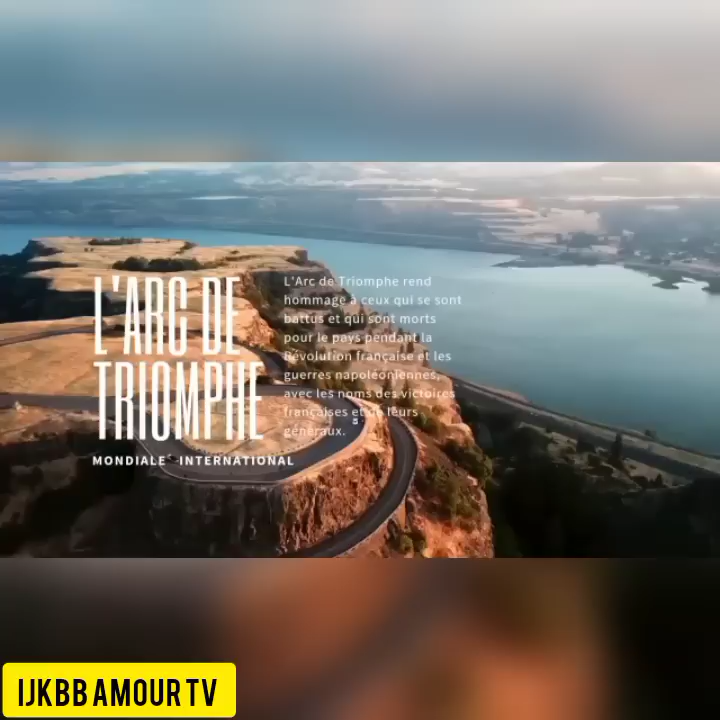 L'ARC DE
TRIOMPHE
MONDIALE INTERNATIONAL
L'Arc de Triomphe rend
hommage à ceux qui se sont
battus et qui sont morts
pour le pays pendant la
Révolution française et les
guerres napoléoniennes,
avec les noms des victoires
françaises et de leurs
généraux.
IJKBB AMOUR TV